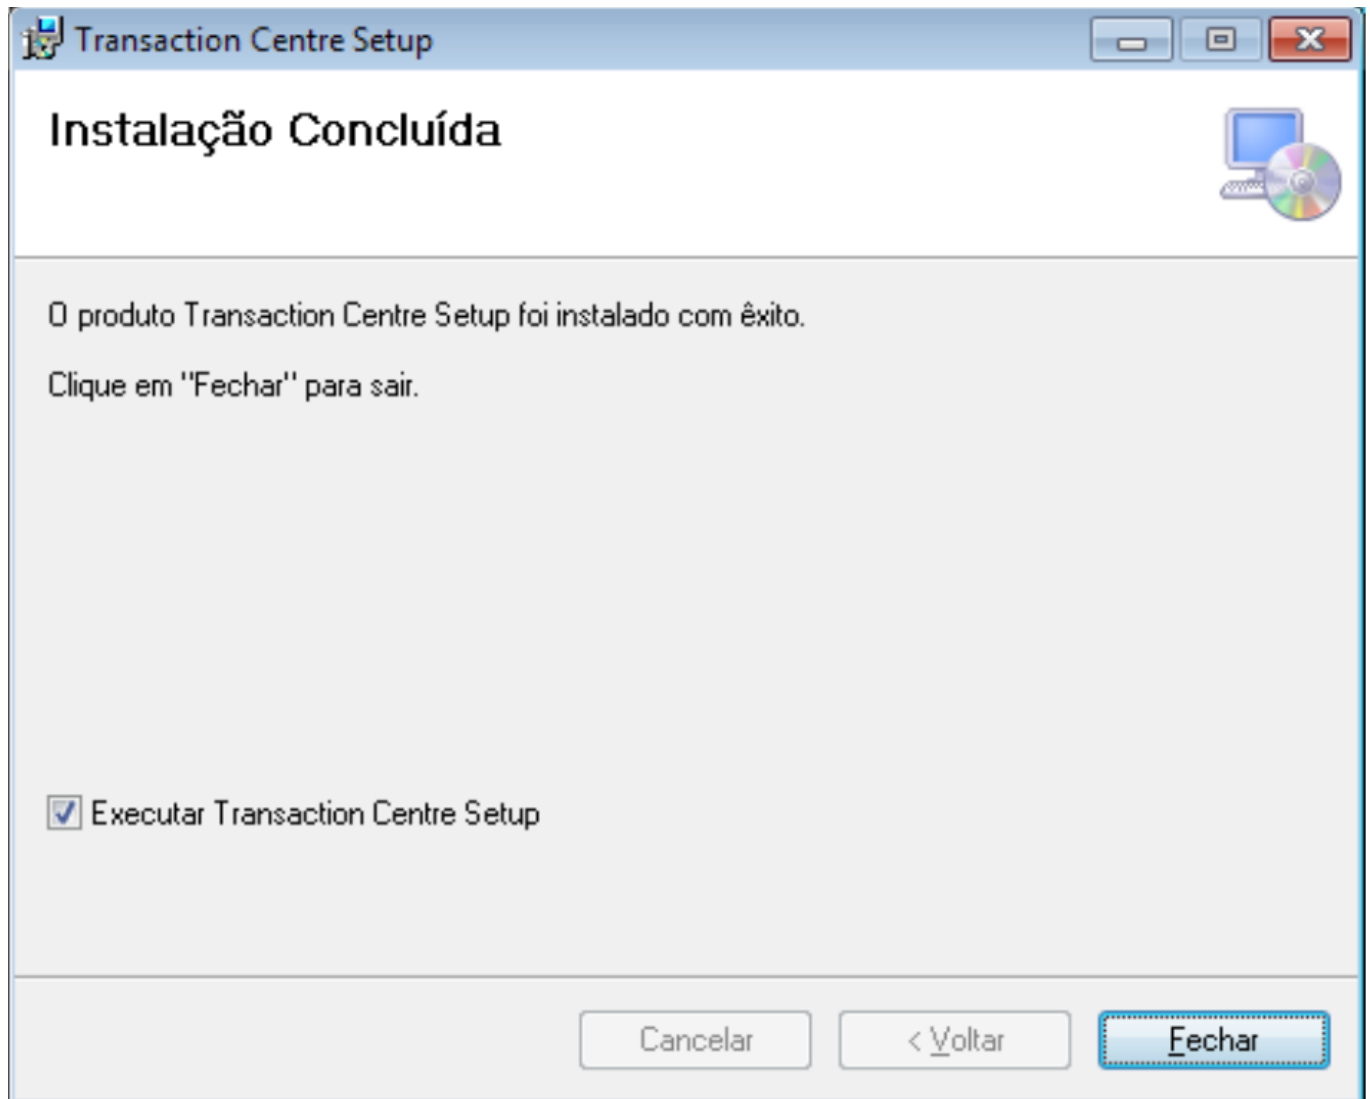 Transaction Centre Setup
Instalação Concluída
O produto Transaction Centre Setup foi instalado com êxito.
Clique em "Fechar" para sair.
Executar Transaction Centre Setup
Cancelar
< Voltar
Fechar